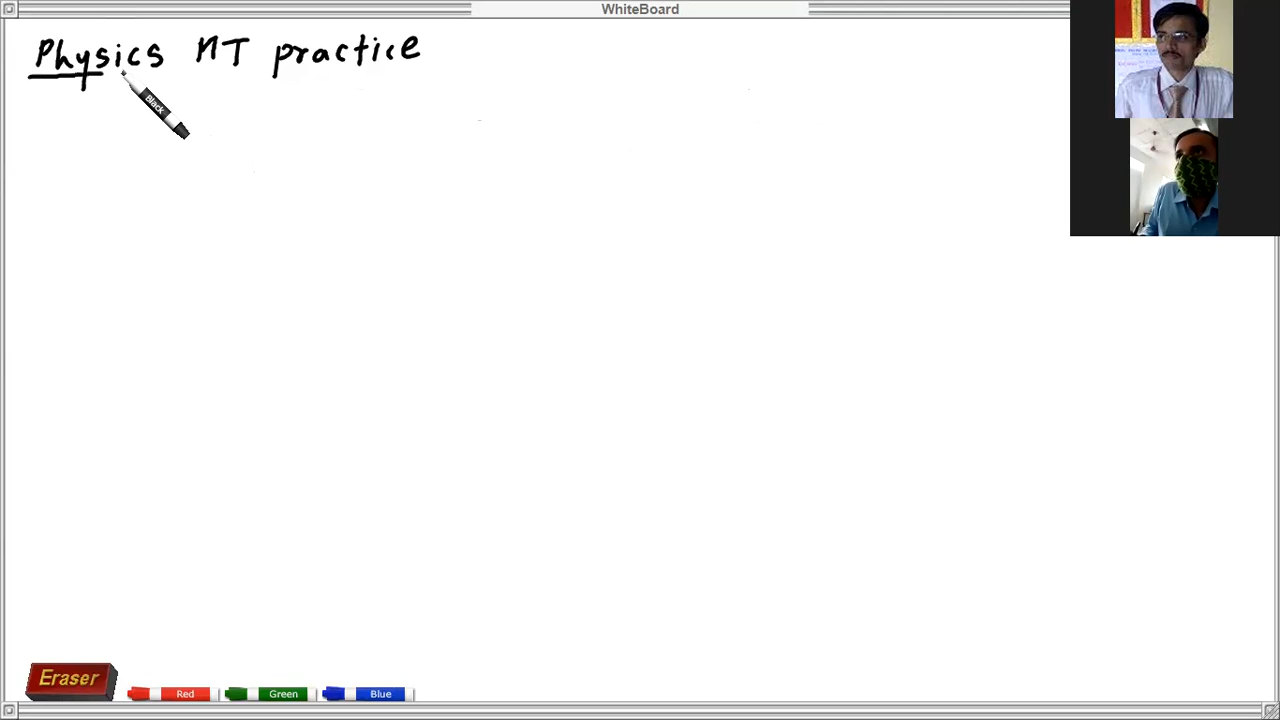 WhiteBoard
Physics MT practice
Black
Eraser
Red
Green
Blue